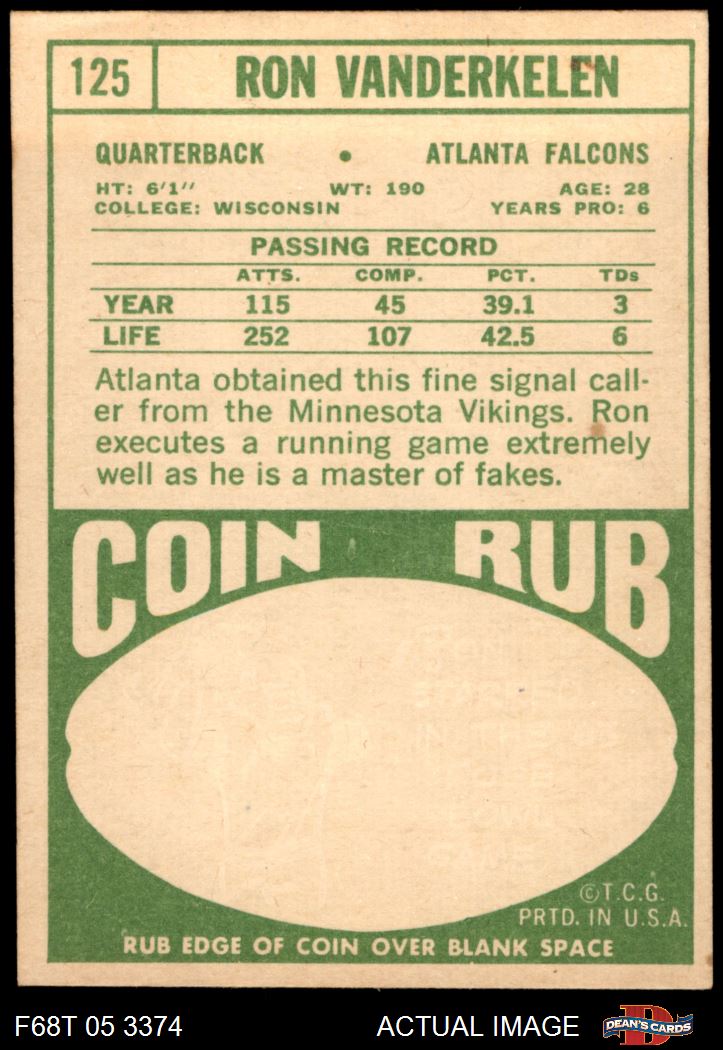 125 RON VANDERKELEN
QUARTERBACK • ATLANTA FALCONS
HT: 6'1" WT: 190 AGE: 28
COLLEGE: WISCONSIN YEARS PRO: 6
PASSING RECORD
ATTS. COMP. PCT. TDs
YEAR 115 45 39.1 3
LIFE 252 107 42.5 6
Atlanta obtained this fine signal call-
er from the Minnesota Vikings. Ron
executes a running game extremely
well as he is a master of fakes.
COIN RUB
STARTED
IN THE
GAME
©T.C.G.
PRTD. IN U.S.A.
RUB EDGE OF COIN OVER BLANK SPACE
F68T 05 3374 ACTUAL IMAGE DEAN'S CARDS